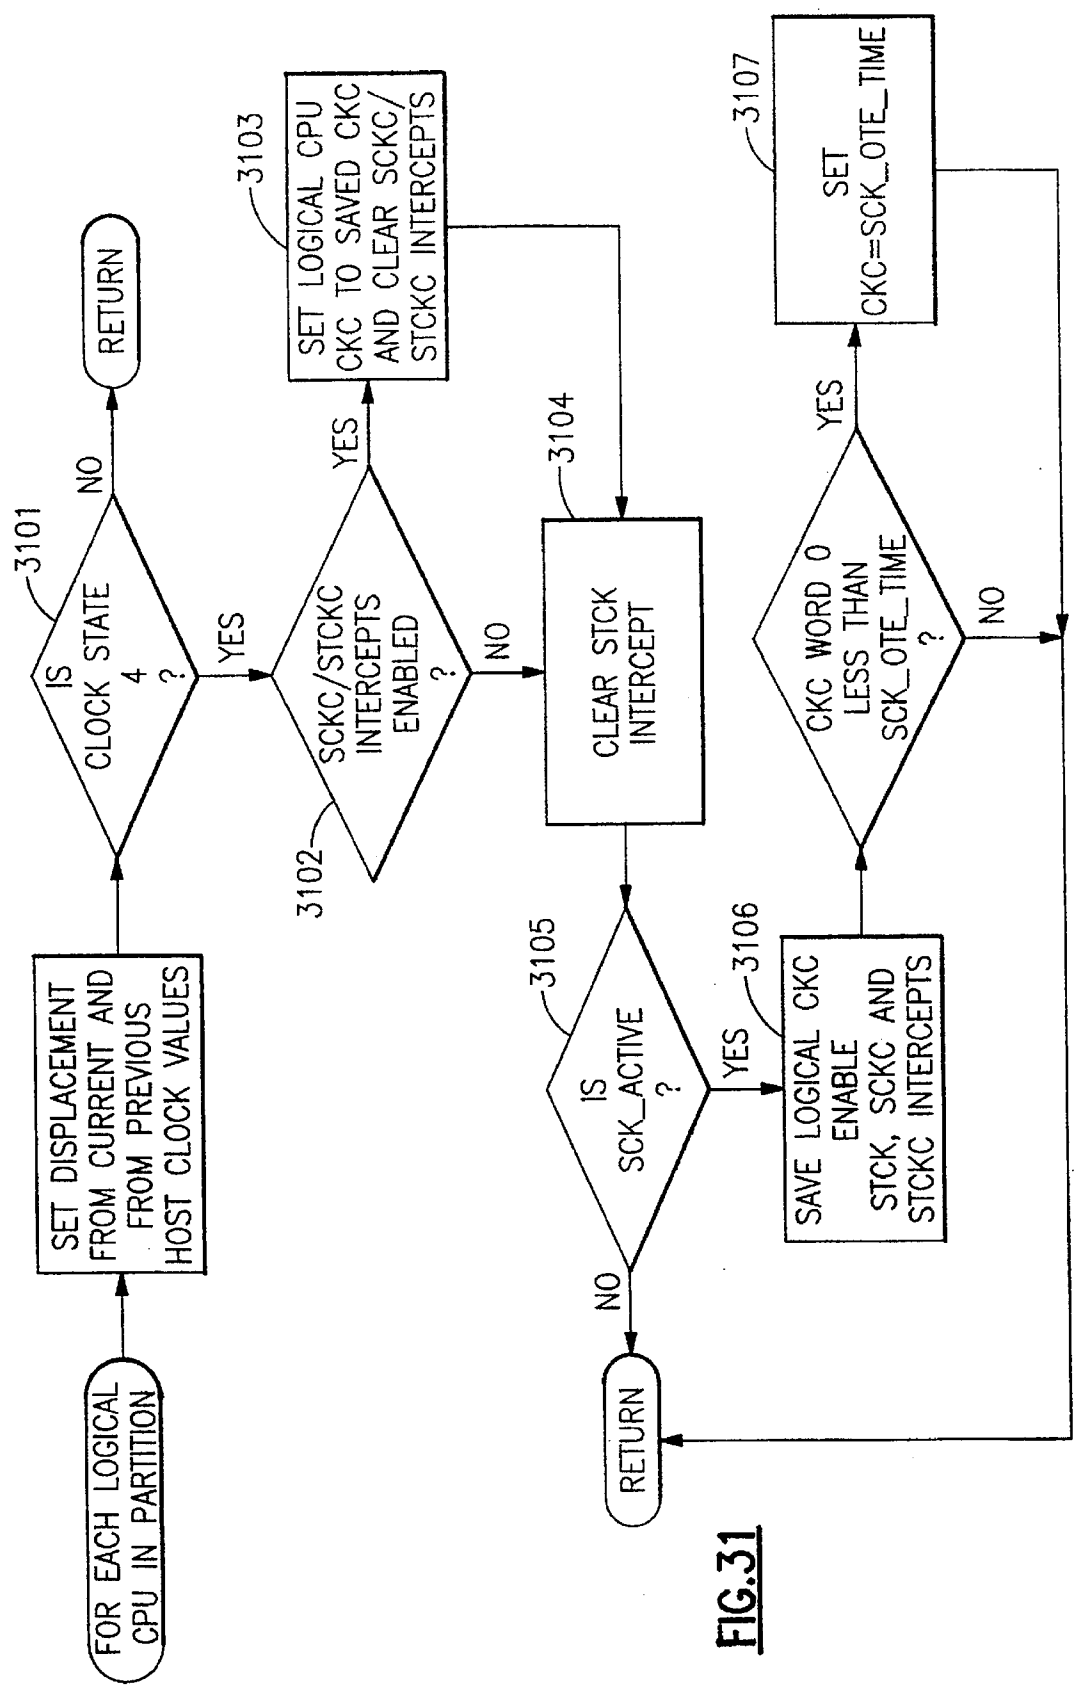 FOR EACH LOGICAL
CPU IN PARTITION
SET DISPLACEMENT
FROM CURRENT AND
FROM PREVIOUS
HOST CLOCK VALUES
3101
IS
CLOCK STATE
4
?
NO
RETURN
YES
3102
SCKC/STCKC
INTERCEPTS
ENABLED
?
YES
3103
SET LOGICAL CPU
CKC TO SAVED CKC
AND CLEAR SCKC/
STCKC INTERCEPTS
NO
3104
CLEAR STCK
INTERCEPT
3105
IS
SCK_ACTIVE
?
NO
RETURN
YES
3106
SAVE LOGICAL CKC
ENABLE
STCK, SCKC AND
STCKC INTERCEPTS
CKC WORD 0
LESS THAN
SCK_OTE_TIME
?
YES
3107
SET
CKC=SCK_OTE_TIME
NO
FIG.31